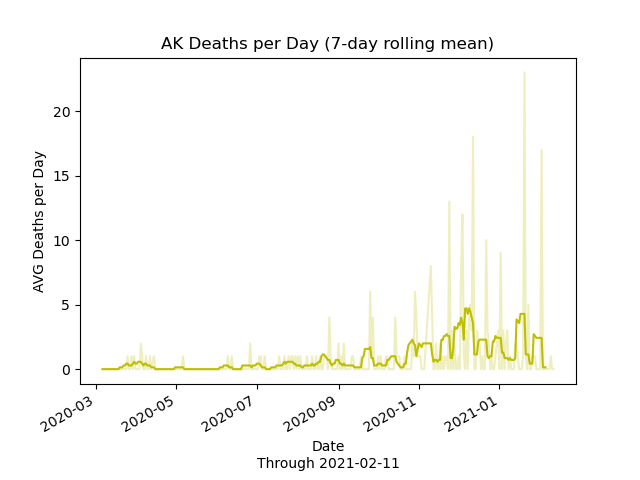 AK Deaths per Day (7-day rolling mean)
AVG Deaths per Day
20
15
10
5
0
2020-03
2020-05
2020-07
2020-09
2020-11
2021-01
Date
Through 2021-02-11